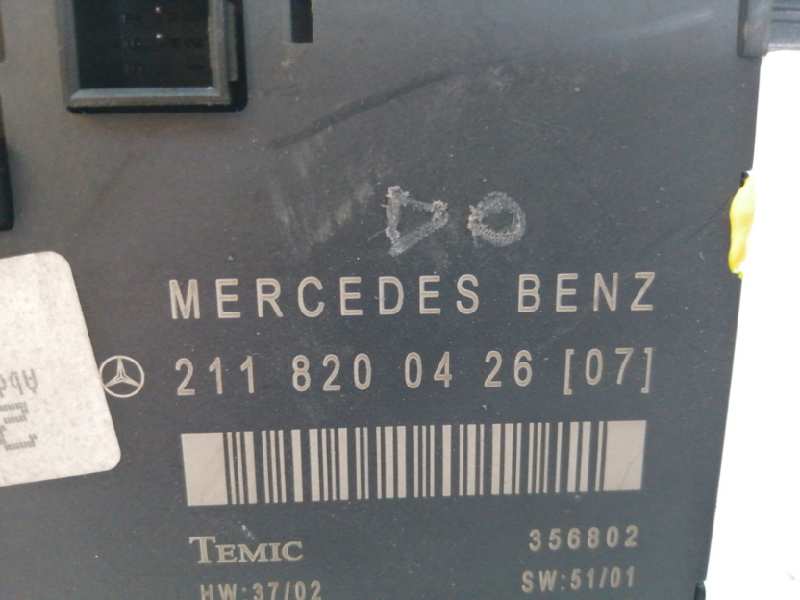 DO
MERCEDES BENZ
211 820 04 26 [07]
TEMIC 356802
HW:37/02 SW:51/01